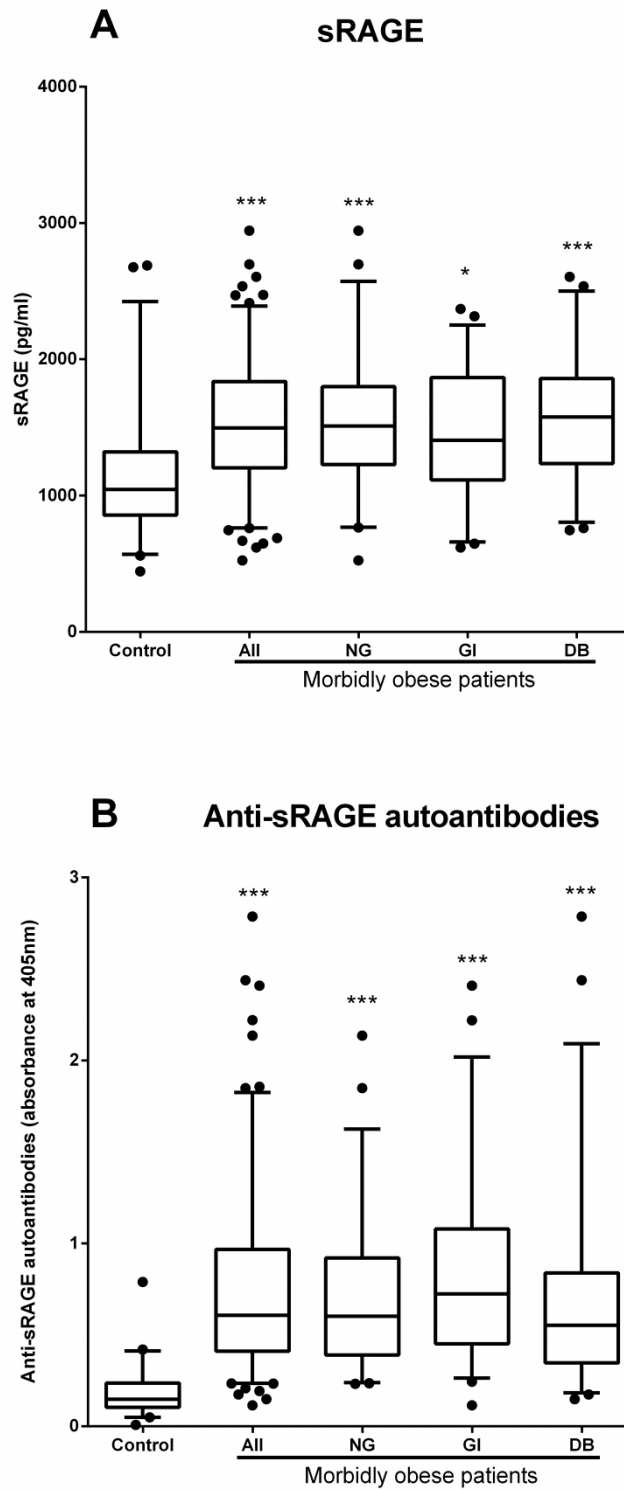 A
sRAGE
4000
3000
2000
1000
0
sRAGE (pg/ml)
***
***
*
***
Control
All
NG
GI
DB
Morbidly obese patients
B
Anti-sRAGE autoantibodies
3
2
1
0
Anti-sRAGE autoantibodies (absorbance at 405nm)
***
***
***
***
Control
All
NG
GI
DB
Morbidly obese patients